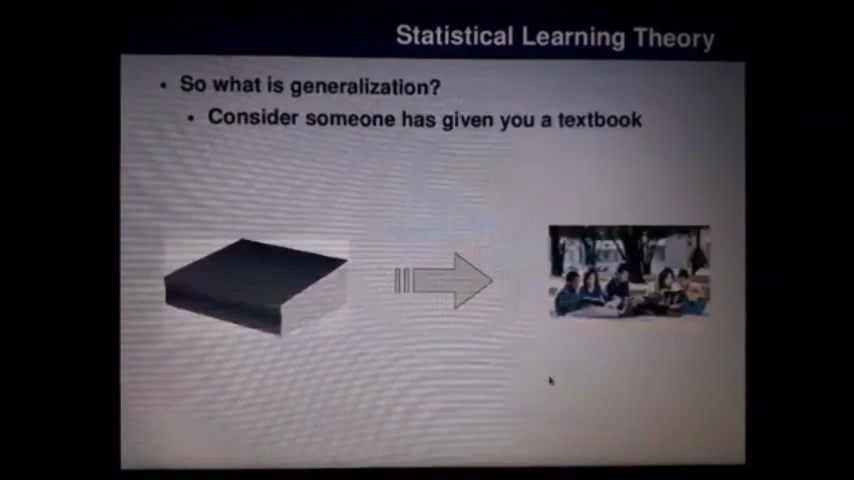 Statistical Learning Theory
So what is generalization?
Consider someone has given you a textbook